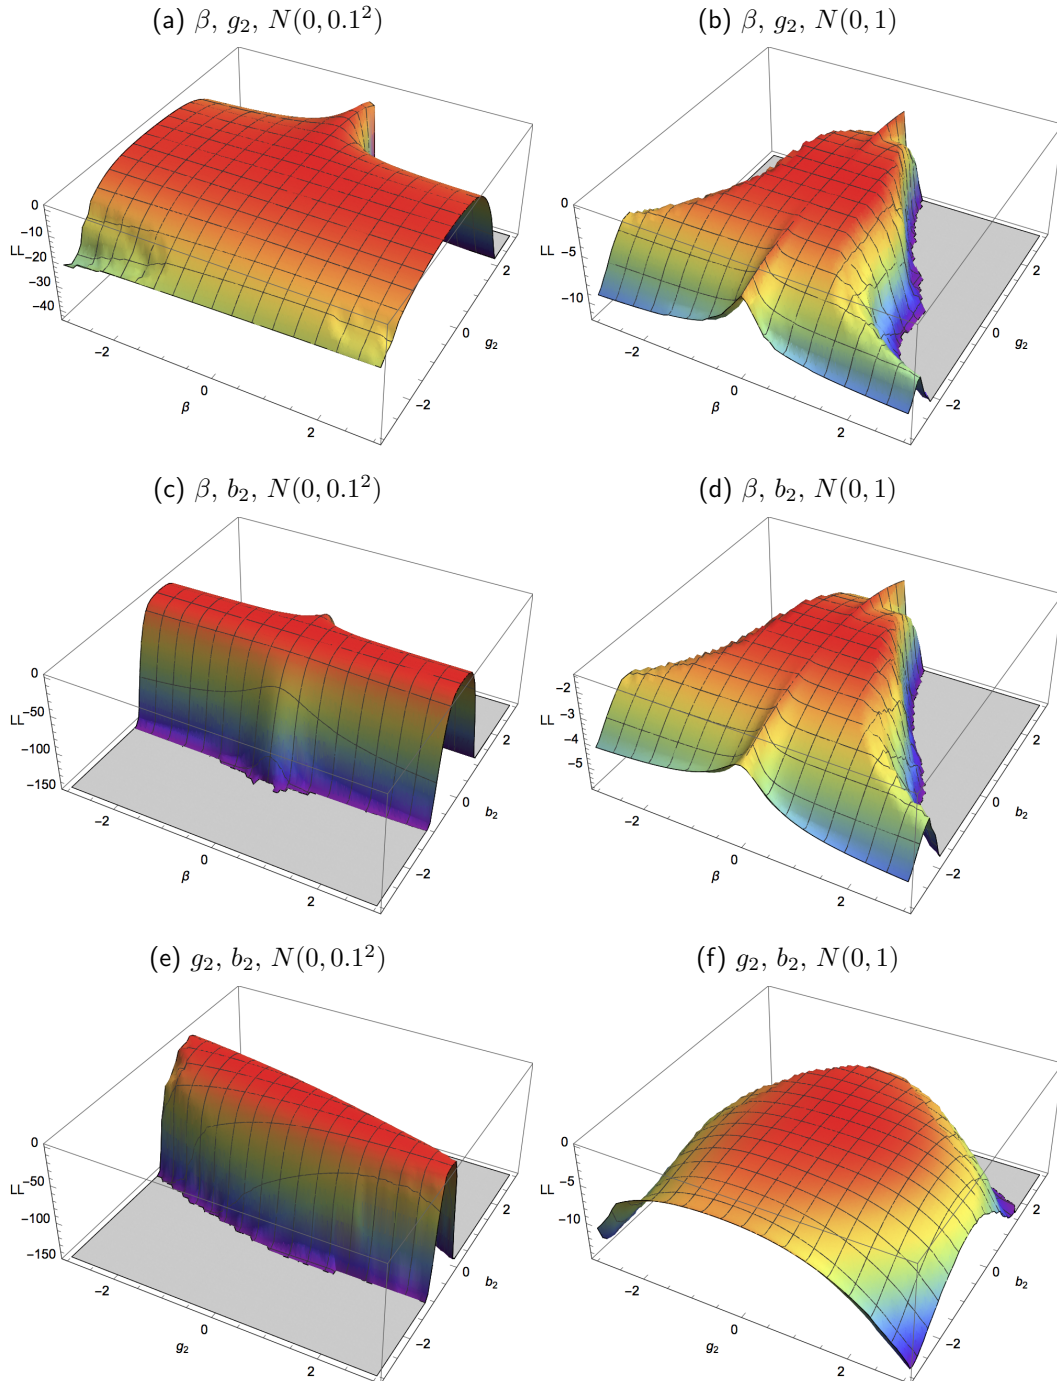 (a) β, g₂, N(0, 0.1²)
(b) β, g₂, N(0, 1)
0
−10
−20
LL
−30
−40
−2
0
β
2
2
0
g₂
−2
0
−5
LL
−10
−2
0
β
2
2
0
g₂
−2
(c) β, b₂, N(0, 0.1²)
(d) β, b₂, N(0, 1)
0
−50
LL
−100
−150
−2
0
β
2
2
0
b₂
−2
−2
−3
LL
−4
−5
−2
0
β
2
2
0
b₂
−2
(e) g₂, b₂, N(0, 0.1²)
(f) g₂, b₂, N(0, 1)
0
−50
LL
−100
−150
−2
0
g₂
2
2
0
b₂
−2
0
−5
LL
−10
−2
0
g₂
2
2
0
b₂
−2